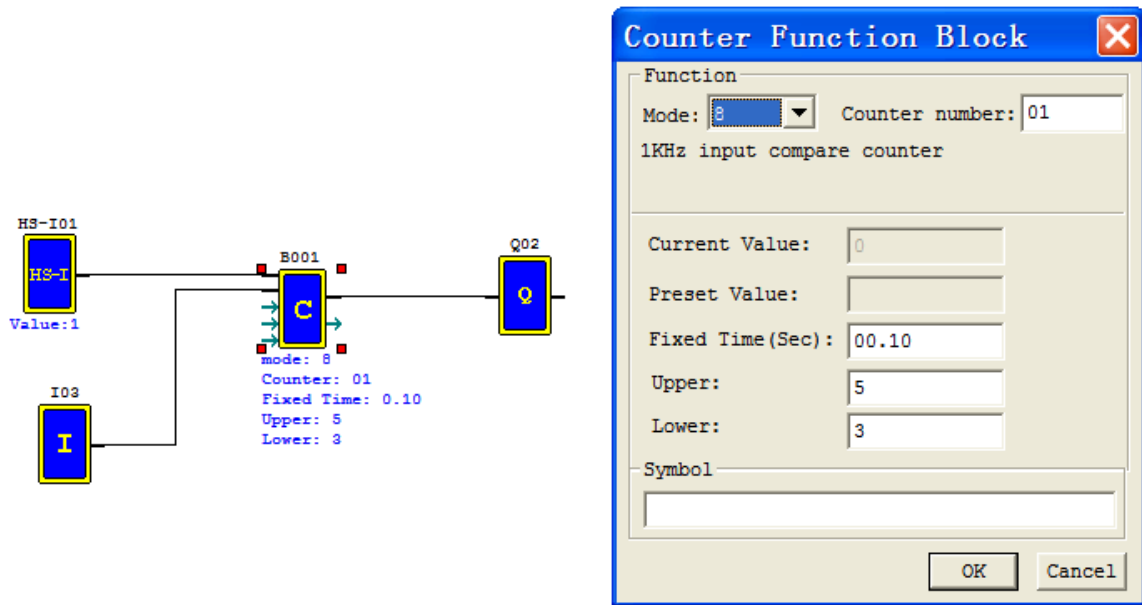 HS-I01
HS-I
Value:1
I03
I
B001
C
mode: 8
Counter: 01
Fixed Time: 0.10
Upper: 5
Lower: 3
Q02
Q
Counter Function Block
Function
Mode: 8 Counter number: 01
1KHz input compare counter
Current Value: 0
Preset Value:
Fixed Time(Sec): 00.10
Upper: 5
Lower: 3
Symbol
OK Cancel